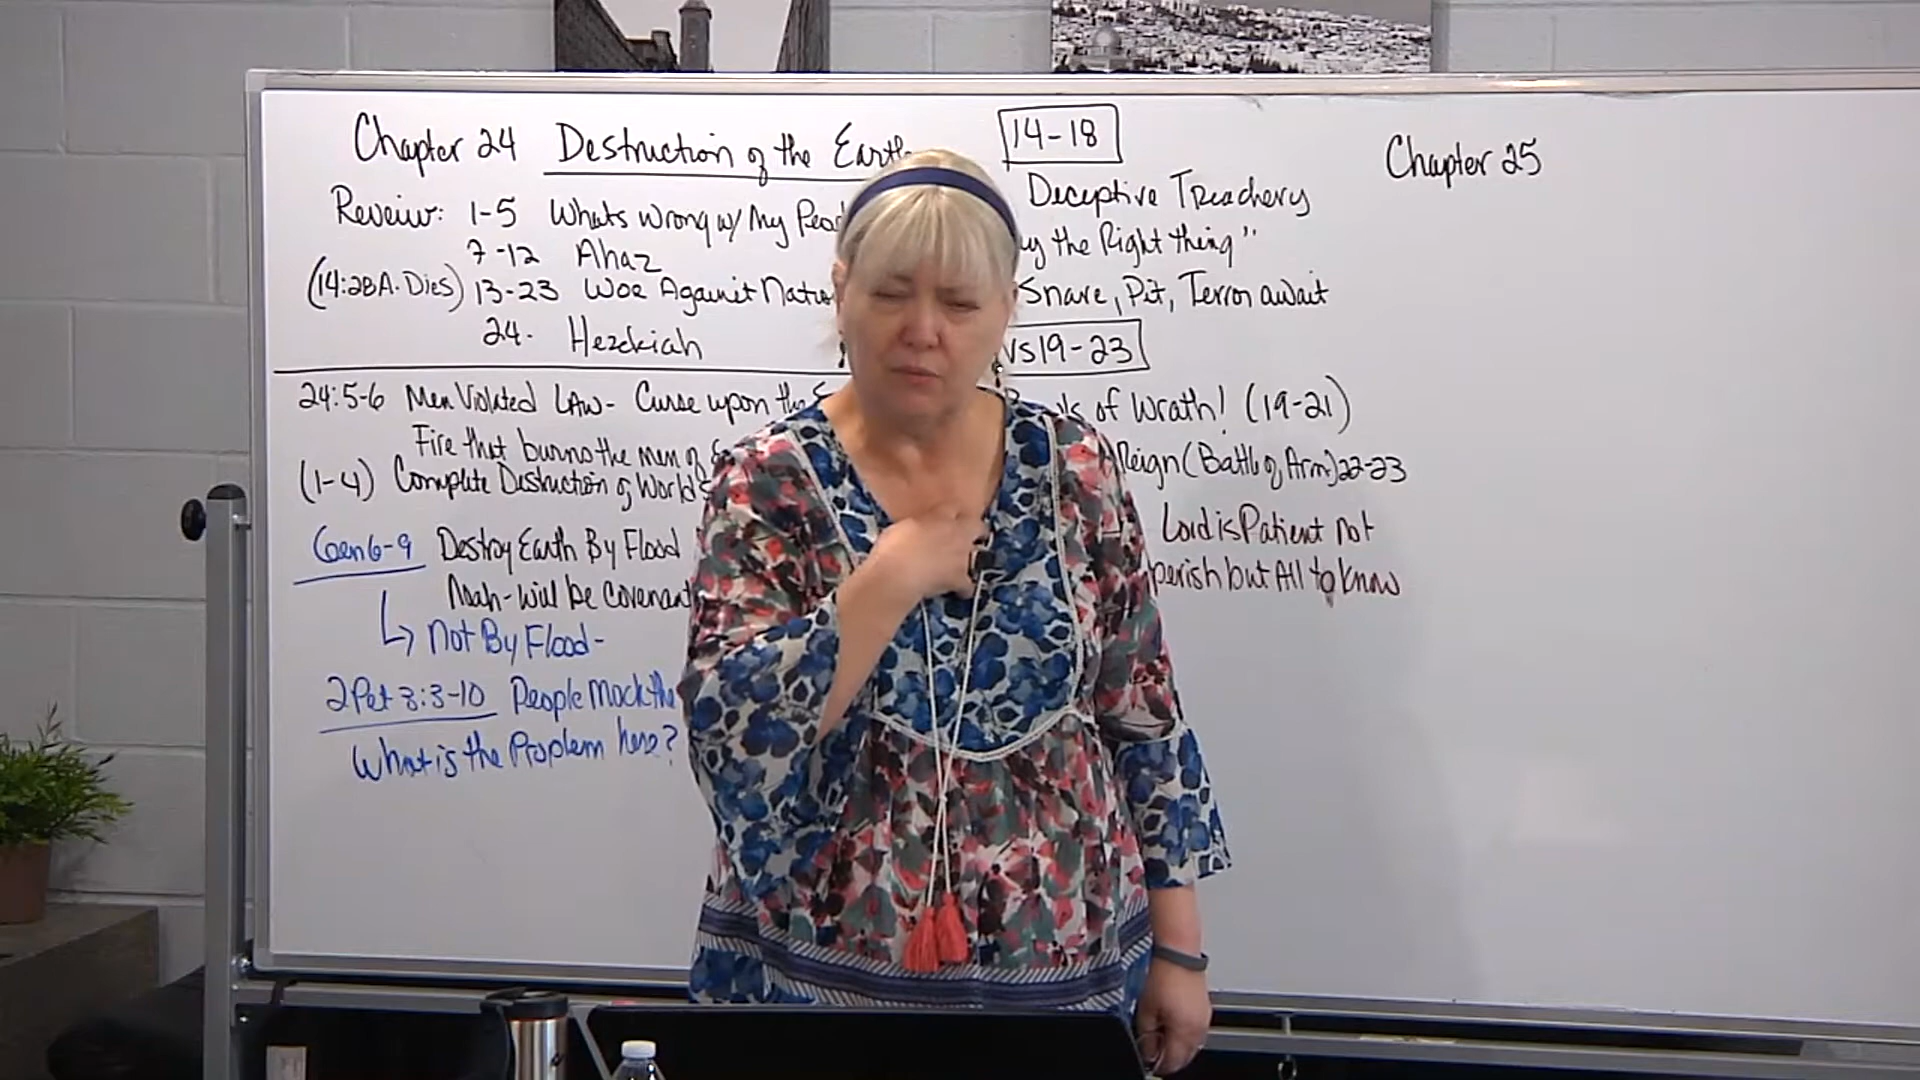 Chapter 24 Destruction of the Earth
Reveiw: 1-5 Whats Wrong w/ My
7-12 Ahaz
(14:28 A. Dies) 13-23 Woe Against
24. Hezekiah
24:5-6 Men Violated LAW- Curse upon the
Fire that burns the men of
(1-4) Complete Destruction of World
Gen 6-9 Destroy Earth By Flood
Noah- Will be Covenant
↳ Not By Flood-
2 Pet 3:3-10 People Mock the
What is the Problem here?
14-18
Deceptive Treachery
the Right thing"
Snare, Pit, Terror await
vs 19-23
of Wrath! (19-21)
Reign (Battle of Arm) 22-23
Lord is Patient not
perish but All to Know
Chapter 25